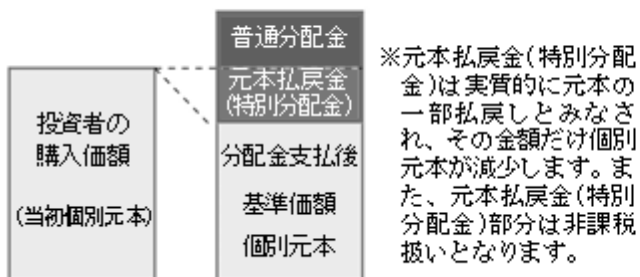 投資者の
購入価額
(当初個別元本)
普通分配金
元本払戻金
(特別分配金)
分配金支払後
基準価額
個別元本
※元本払戻金(特別分配
金)は実質的に元本の
一部払戻しとみなさ
れ、その金額だけ個別
元本が減少します。ま
た、元本払戻金(特別
分配金)部分は非課税
扱いとなります。